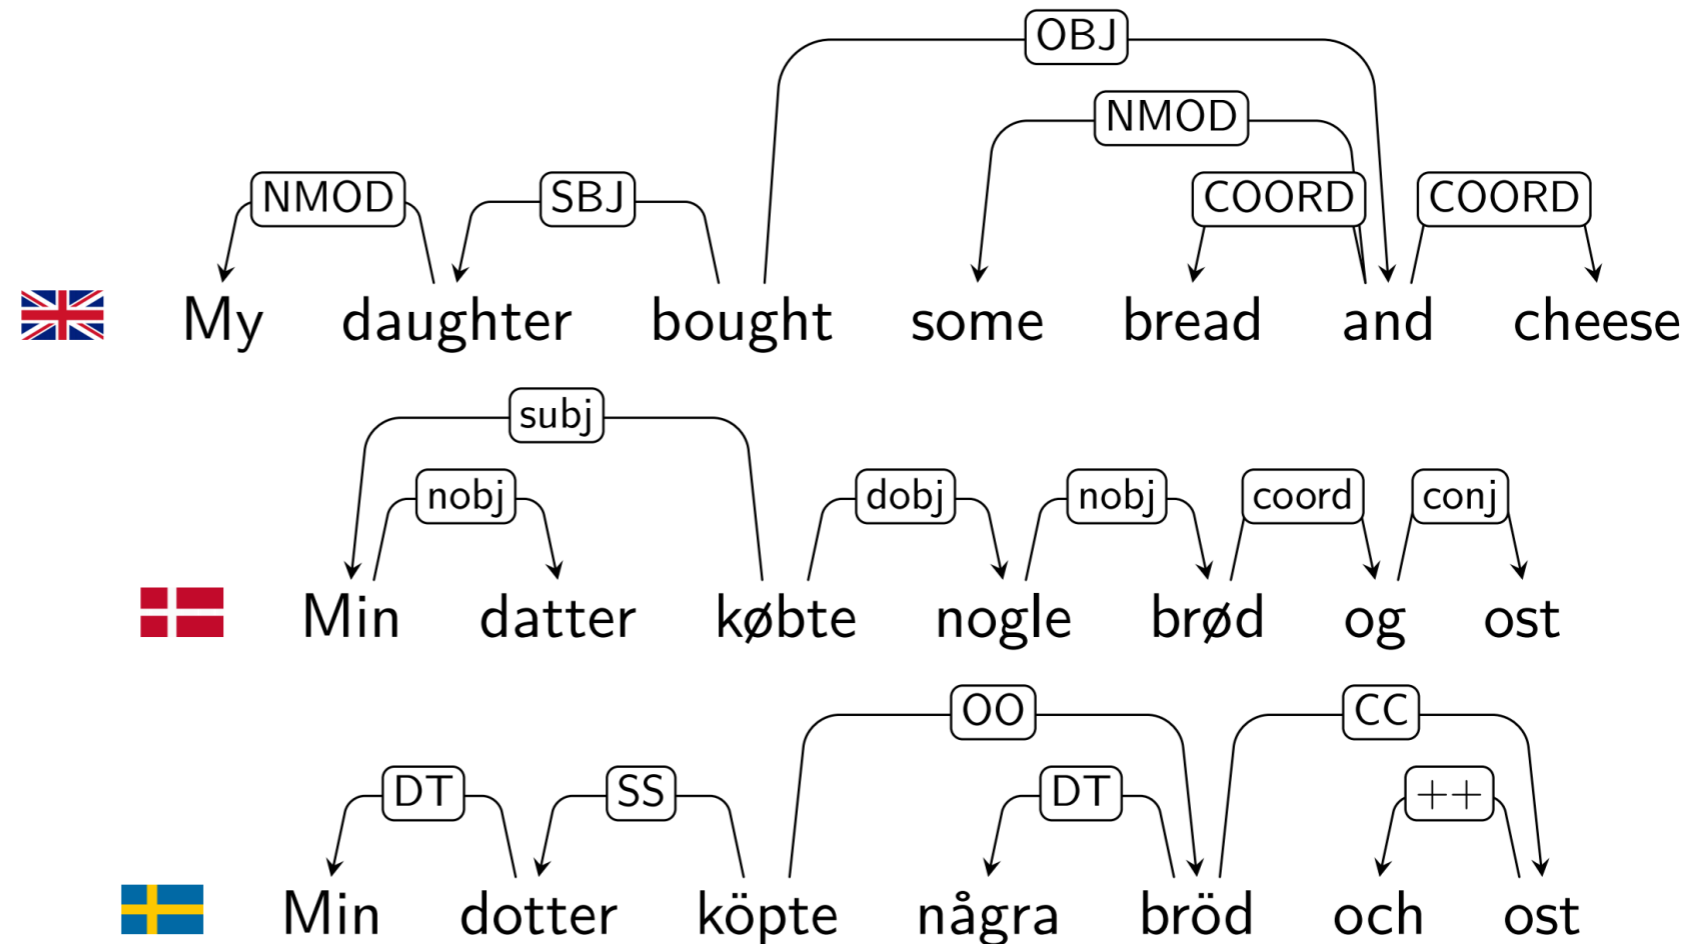 OBJ
NMOD
NMOD SBJ COORD COORD
My daughter bought some bread and cheese
subj
nobj dobj nobj coord conj
Min datter købte nogle brød og ost
OO CC
DT SS DT ++
Min dotter köpte några bröd och ost